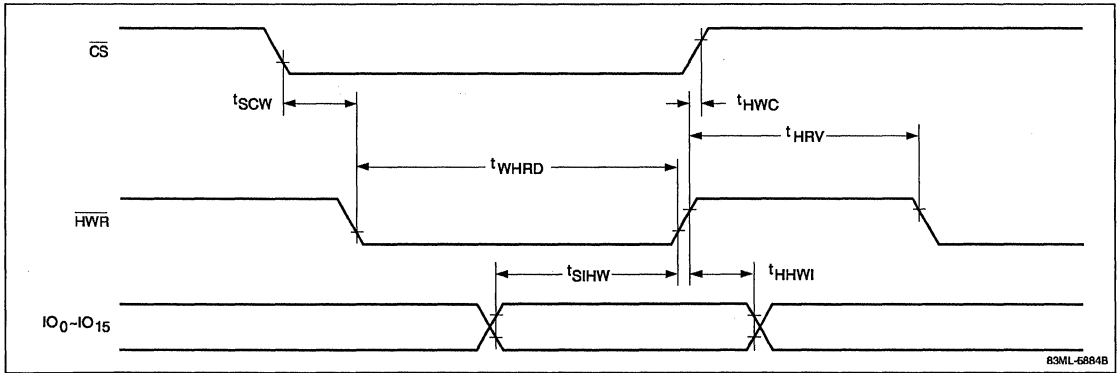 CS
tSCW
tHWC
tHRV
tWHRD
HWR
tSIHW
tHHWI
IO0~IO15
83ML-6884B